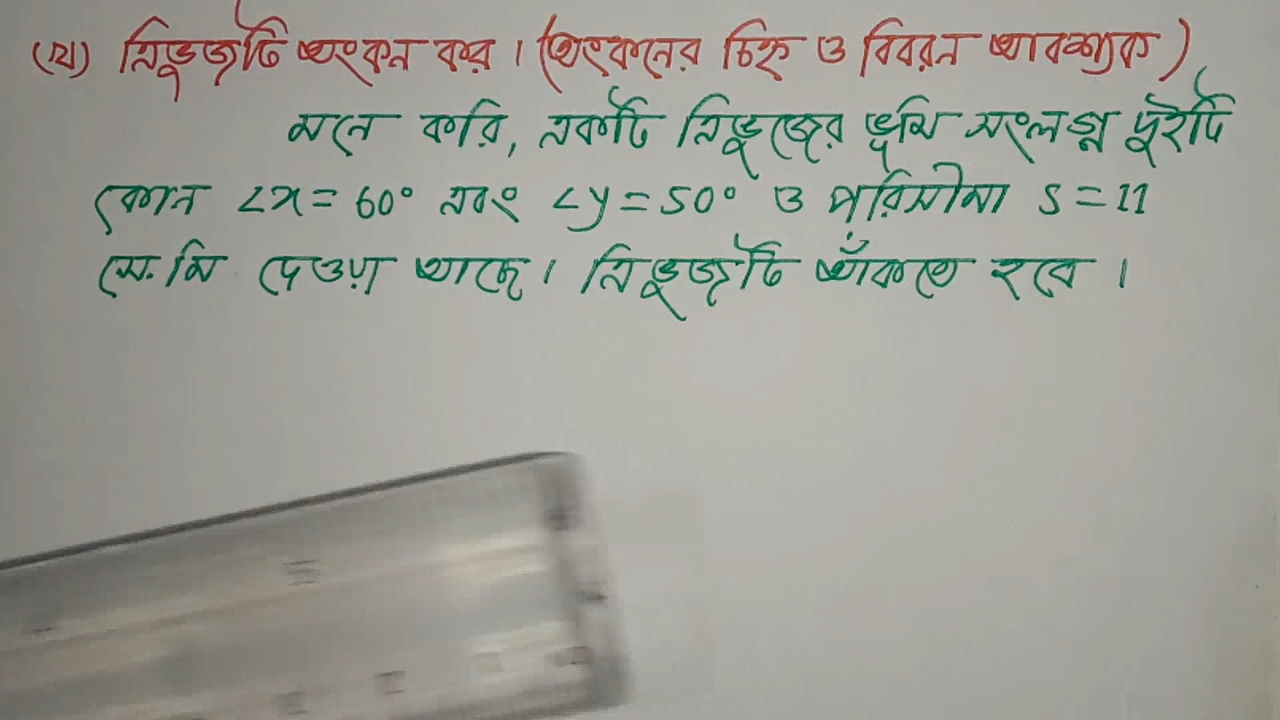 (খ) ত্রিভুজটি অংকন কর। (অংকনের চিহ্ন ও বিবরন আবশ্যক)
মনে করি, একটি ত্রিভুজের ভূমি সংলগ্ন দুইটি
কোন ∠x = 60° এবং ∠y = 50° ও পরিসীমা s = 11
সে.মি দেওয়া আছে। ত্রিভুজটি আঁকতে হবে।